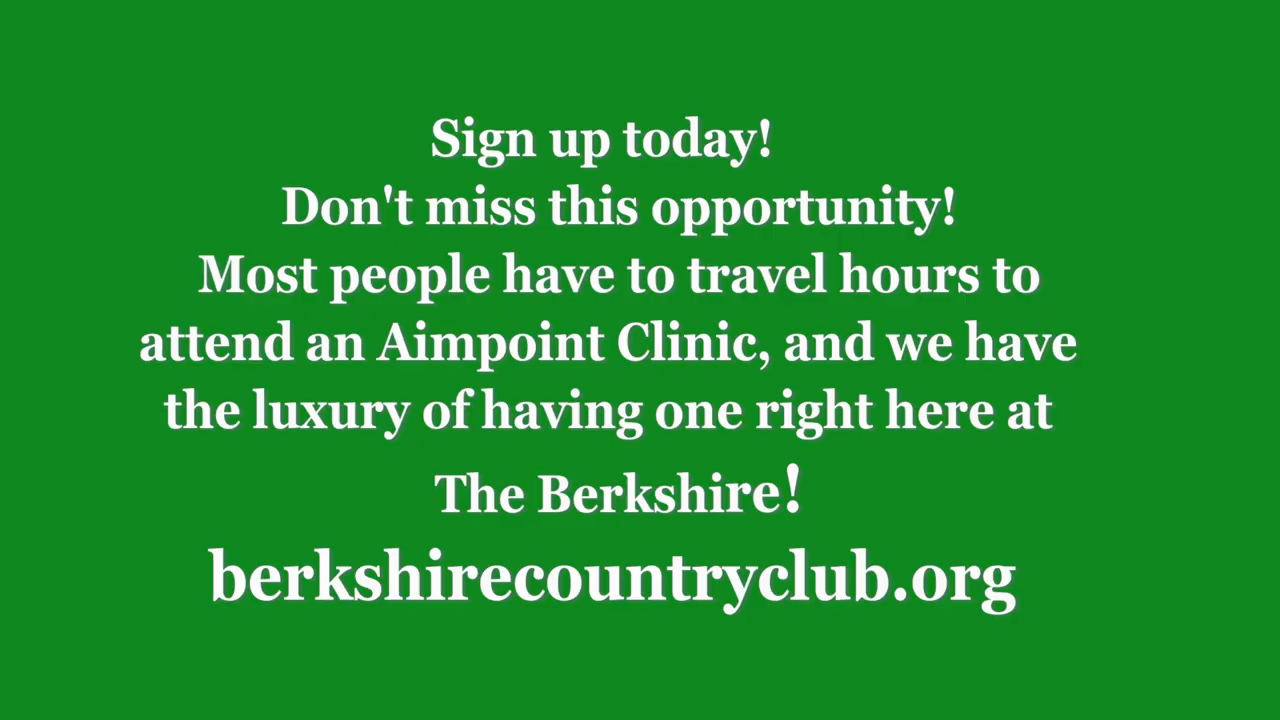 Sign up today!
Don't miss this opportunity!
Most people have to travel hours to
attend an Aimpoint Clinic, and we have
the luxury of having one right here at
The Berkshire!
berkshirecountryclub.org